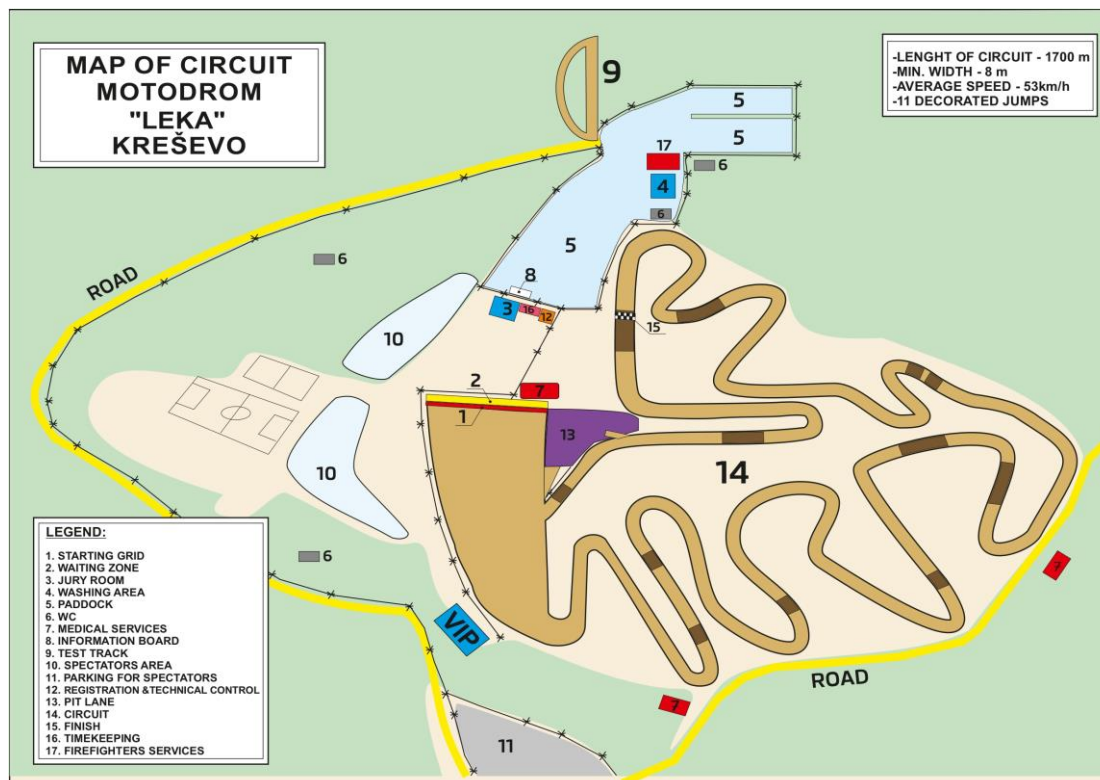 MAP OF CIRCUIT
MOTODROM
"LEKA"
KREŠEVO
-LENGHT OF CIRCUIT - 1700 m
-MIN. WIDTH - 8 m
-AVERAGE SPEED - 53km/h
-11 DECORATED JUMPS
9
5
5
17
6
4
6
5
6
ROAD
8
3
16
12
15
10
2
7
1
13
14
10
6
7
VIP
ROAD
7
11
LEGEND:
1. STARTING GRID
2. WAITING ZONE
3. JURY ROOM
4. WASHING AREA
5. PADDOCK
6. WC
7. MEDICAL SERVICES
8. INFORMATION BOARD
9. TEST TRACK
10. SPECTATORS AREA
11. PARKING FOR SPECTATORS
12. REGISTRATION &TECHNICAL CONTROL
13. PIT LANE
14. CIRCUIT
15. FINISH
16. TIMEKEEPING
17. FIREFIGHTERS SERVICES